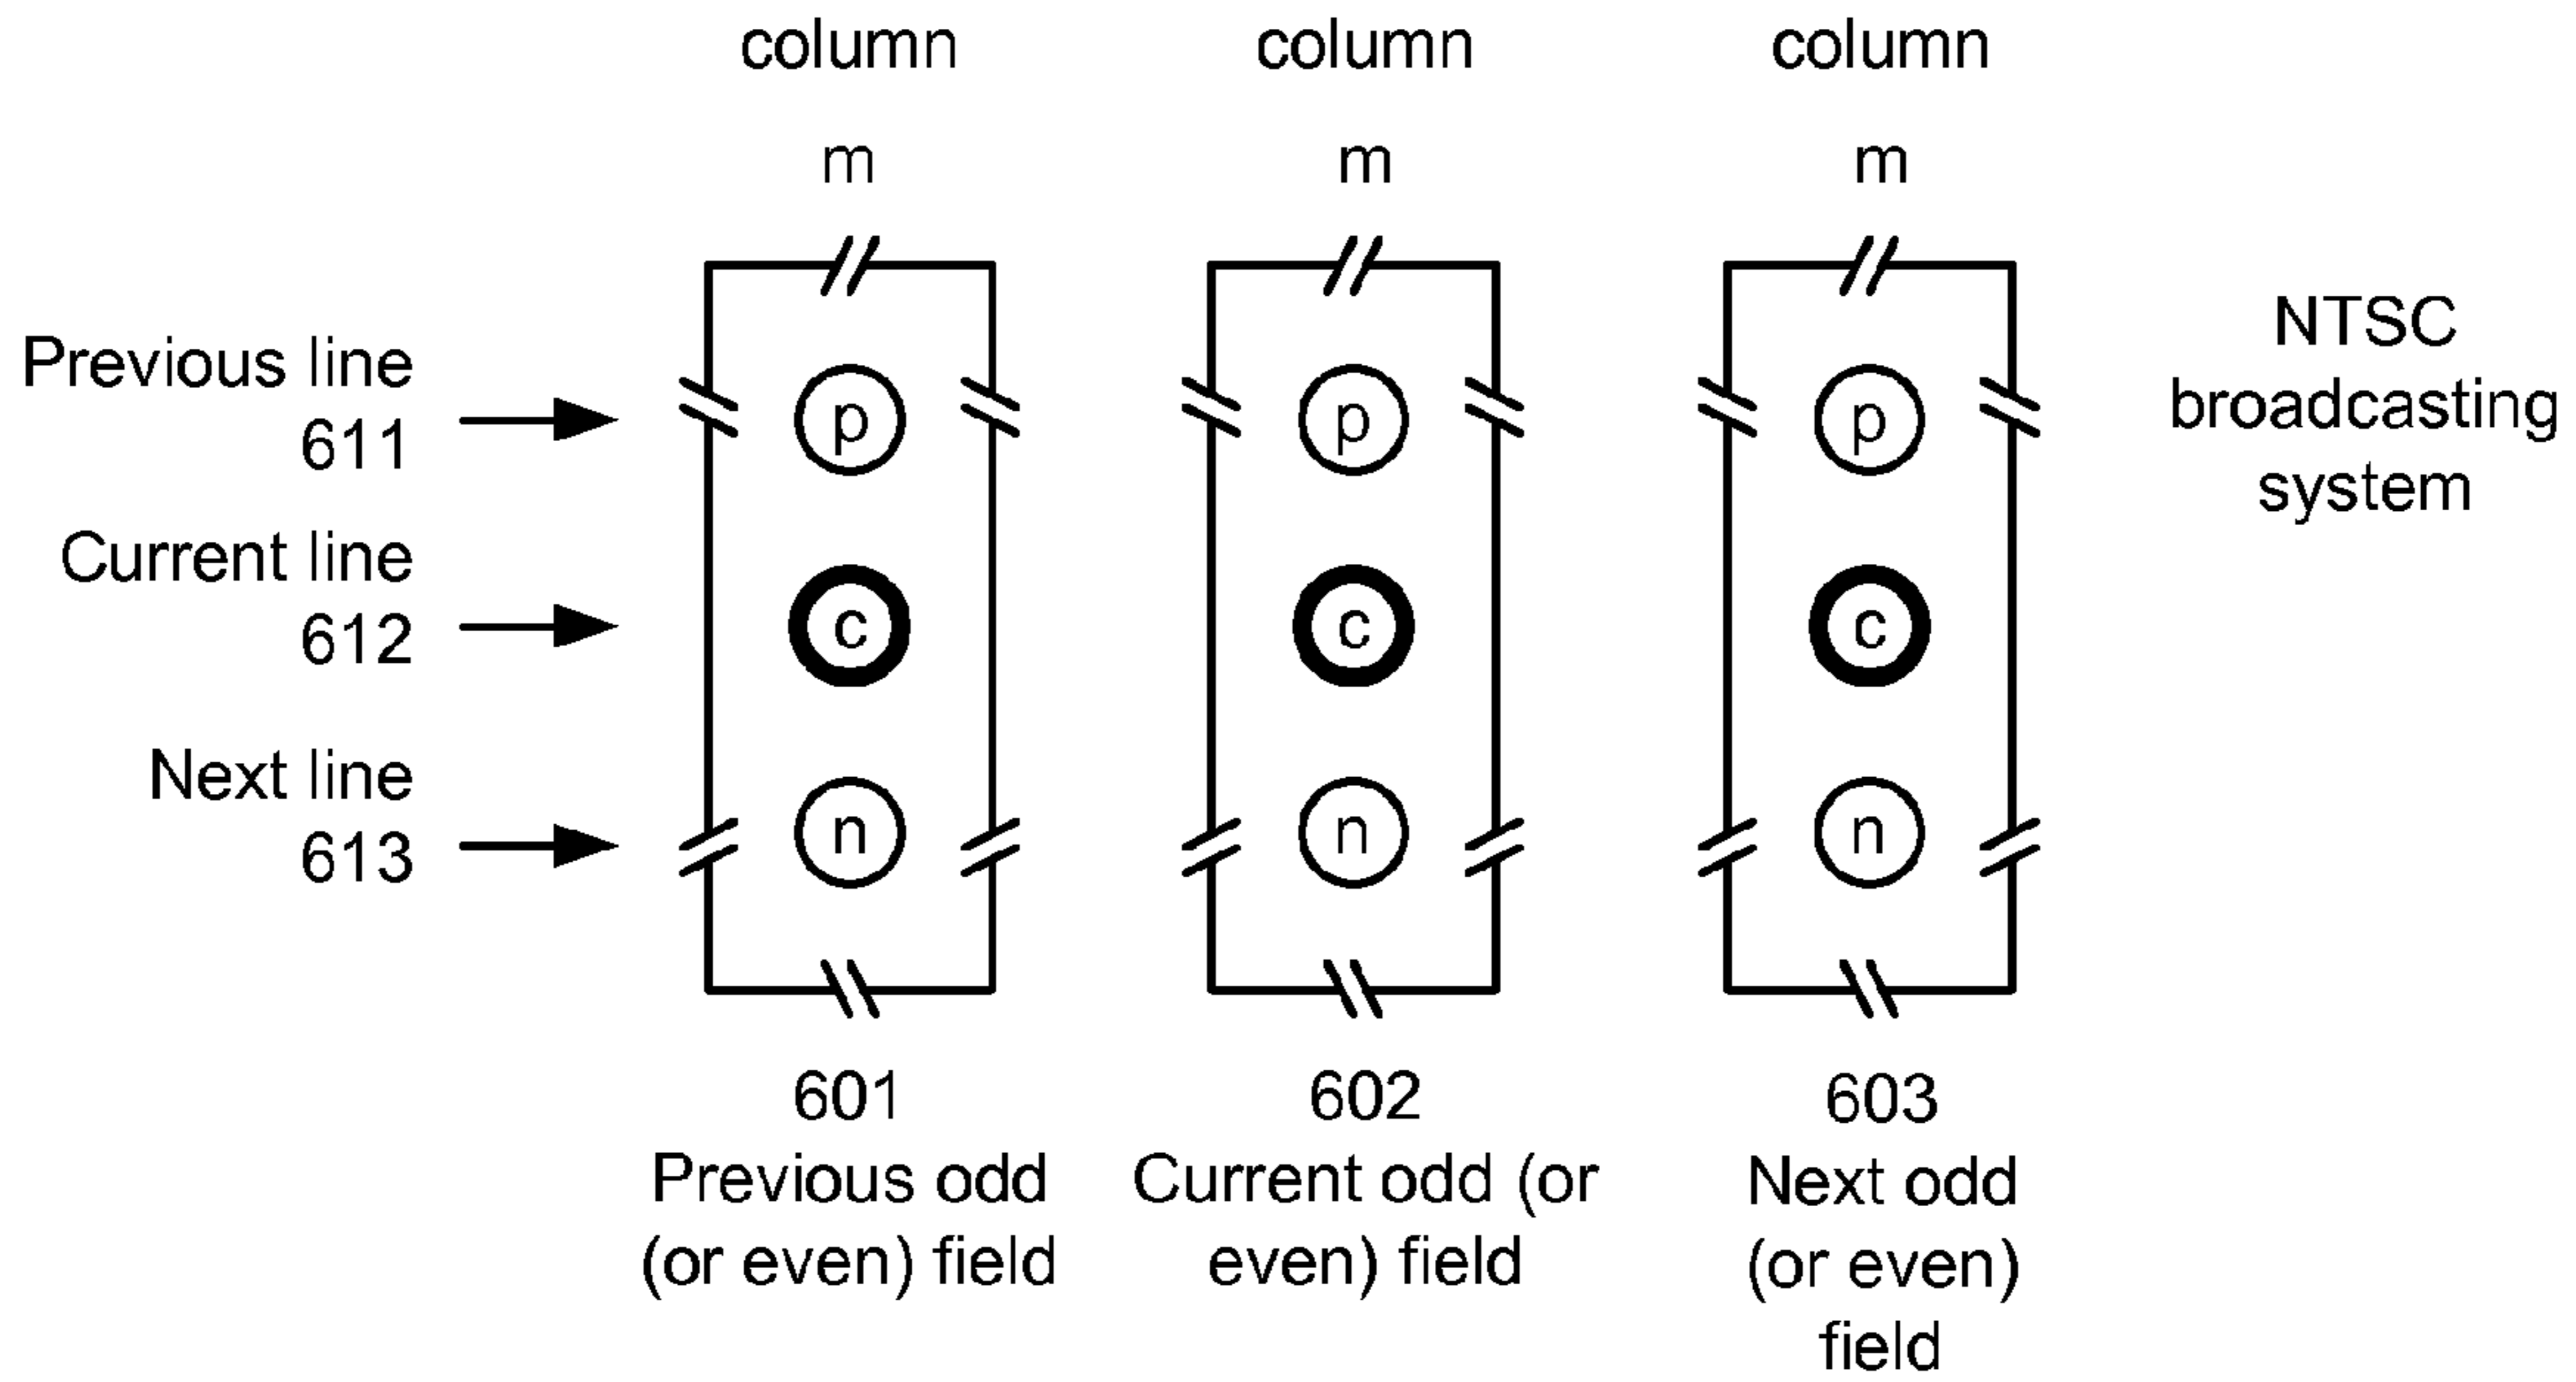 column column column
m m m
NTSC
broadcasting
system
Previous line
611
p p p
Current line
612
c c c
Next line
613
n n n
601
Previous odd
(or even) field
602
Current odd (or
even) field
603
Next odd
(or even)
field